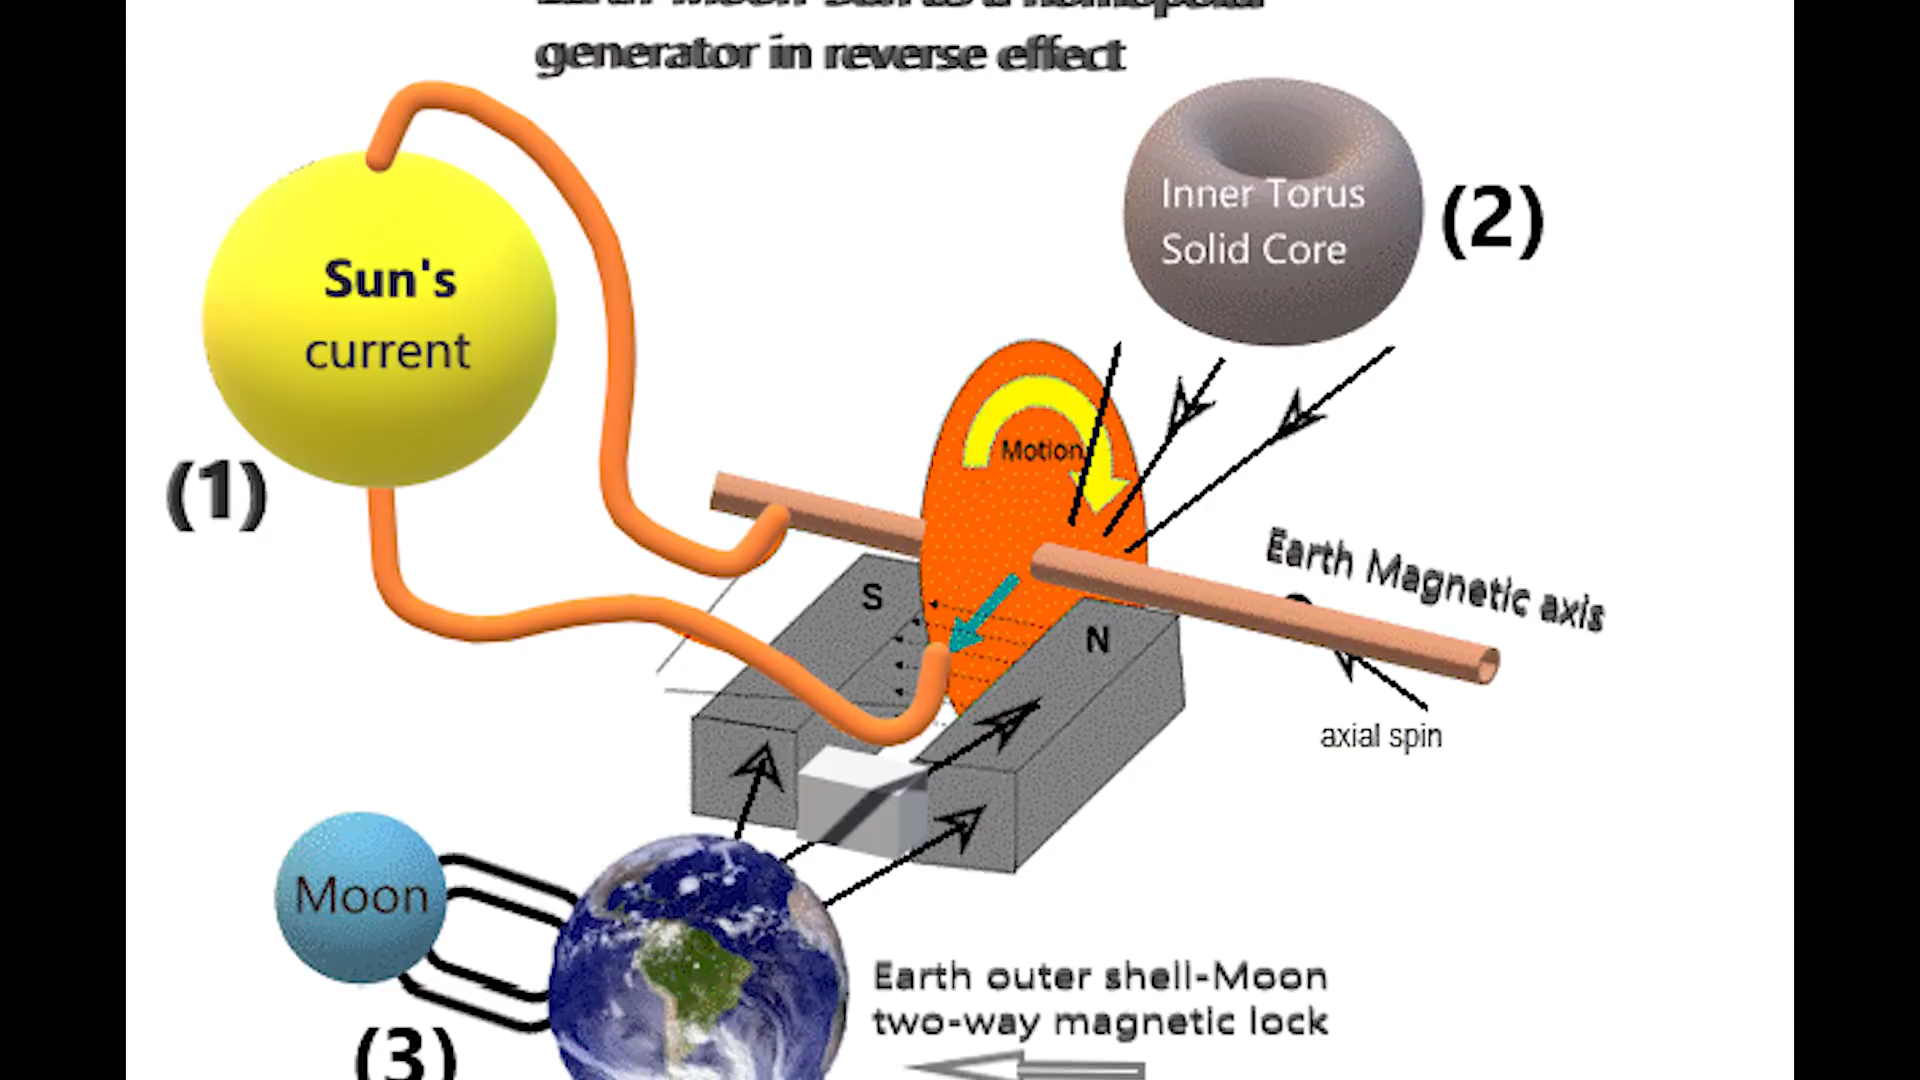 generator in reverse effect
Inner Torus
Solid Core
(2)
Sun's
current
(1)
Motion
S
N
Earth Magnetic axis
axial spin
Moon
Earth outer shell-Moon
two-way magnetic lock
(3)